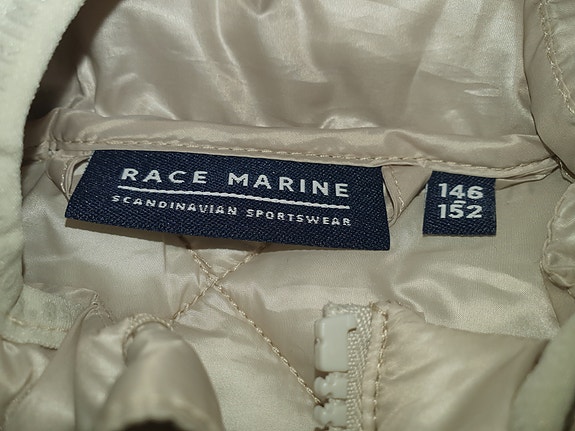 RACE MARINE
SCANDINAVIAN SPORTSWEAR
146
-
152